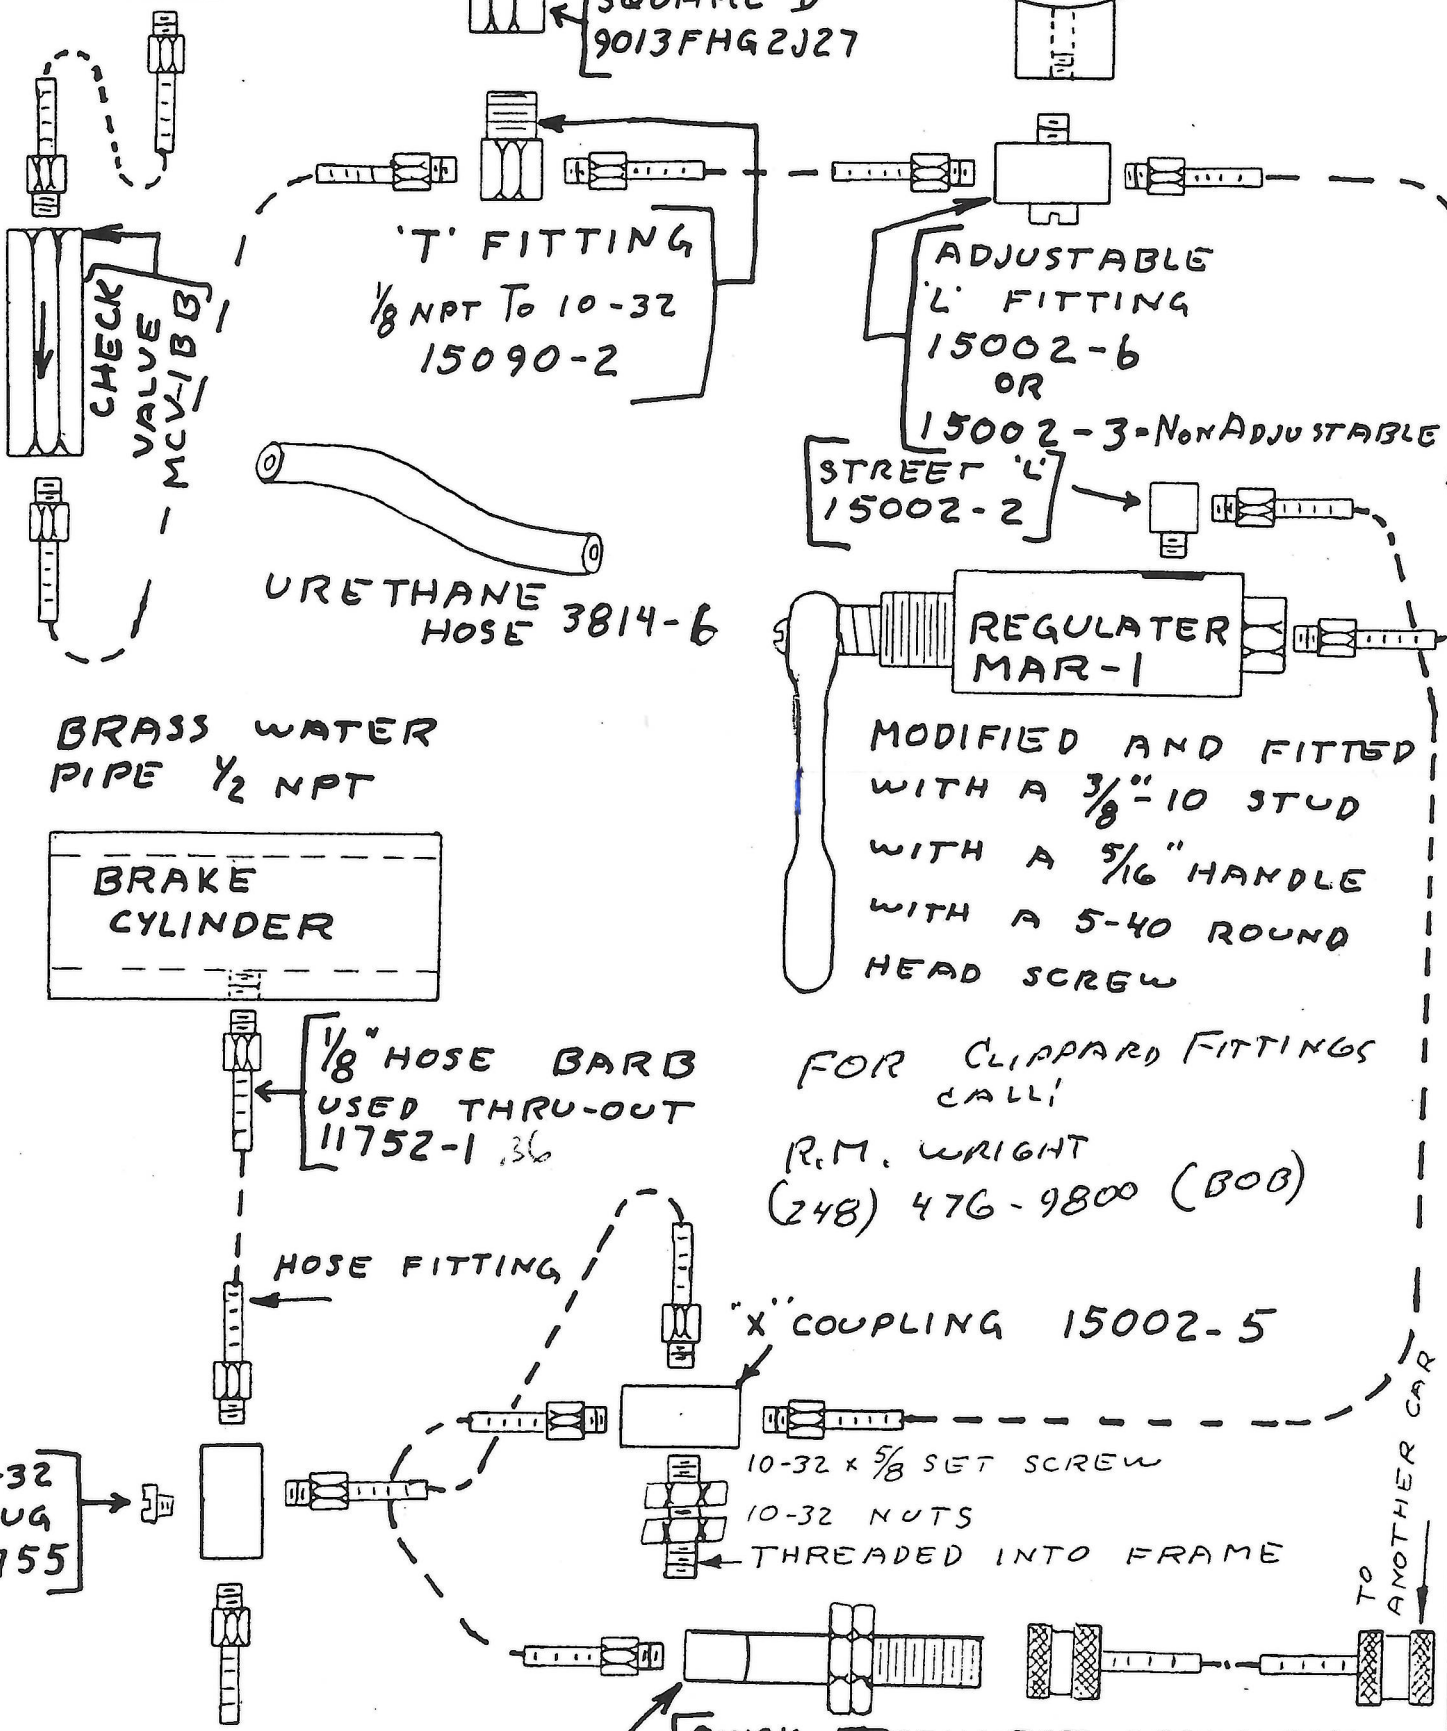 SQUARE D
9013FHG2J27
'T' FITTING
1/8 NPT To 10-32
15090-2
ADJUSTABLE
'L' FITTING
15002-6
OR
15002-3-NONADJUSTABLE
CHECK
VALVE
MCV-1BB
STREET 'L'
15002-2
URETHANE
HOSE 3814-6
REGULATER
MAR-1
BRASS WATER
PIPE 1/2 NPT
MODIFIED AND FITTED
WITH A 3/8"-10 STUD
WITH A 5/16" HANDLE
WITH A 5-40 ROUND
HEAD SCREW
BRAKE
CYLINDER
1/8" HOSE BARB
USED THRU-OUT
11752-1 .36
FOR CLIPPARD FITTINGS
CALL:
R.M. WRIGHT
(248) 476-9800 (BOB)
HOSE FITTING
"X" COUPLING 15002-5
10-32 x 5/8 SET SCREW
10-32 NUTS
THREADED INTO FRAME
-32
UG
755
TO
ANOTHER CAR